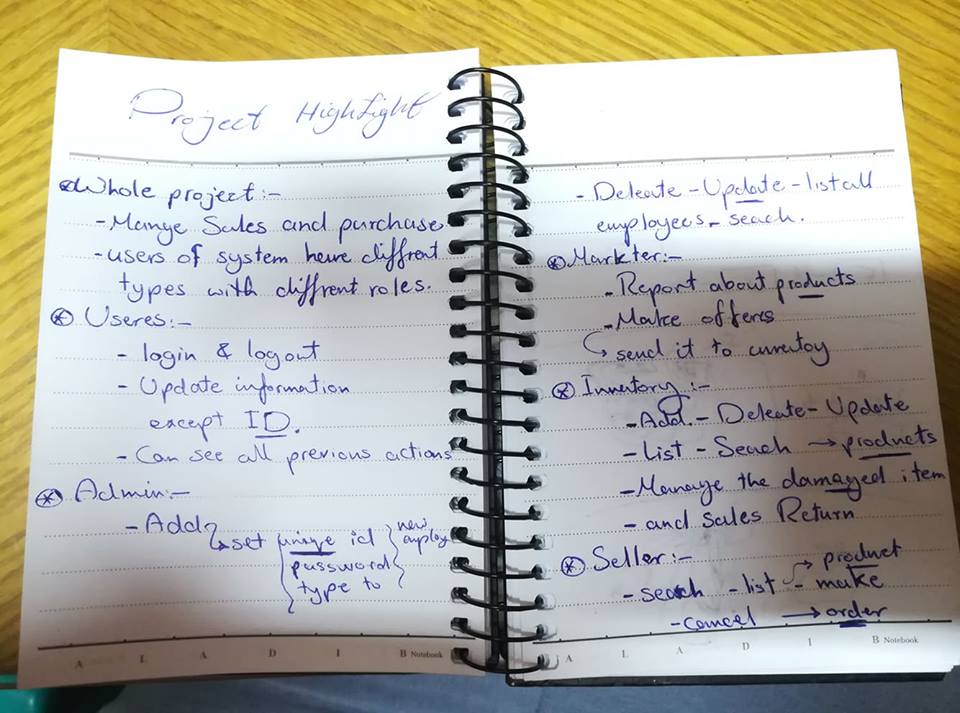 Project HighLight
Whole project:-
- Mange Sales and purchase
- users of system have diffrent
types with diffrent roles.
Useres:-
- login & logout
- Update information
except ID.
- Can see all previous actions
Admin:-
- Add → set { unique id } new
password employ
type to
A L A D I B Notebook
- Deleate - Update - list all
employees - seach.
Markter:-
- Report about products
- Make offers
→ send it to inventoy
Inventory:-
- Add - Deleate - Update
- List - Seach → products
- Manage the damaged item
- and Sales Return
Seller:- → product
- seach - list - make
- cancel → order
A L A D I B Notebook